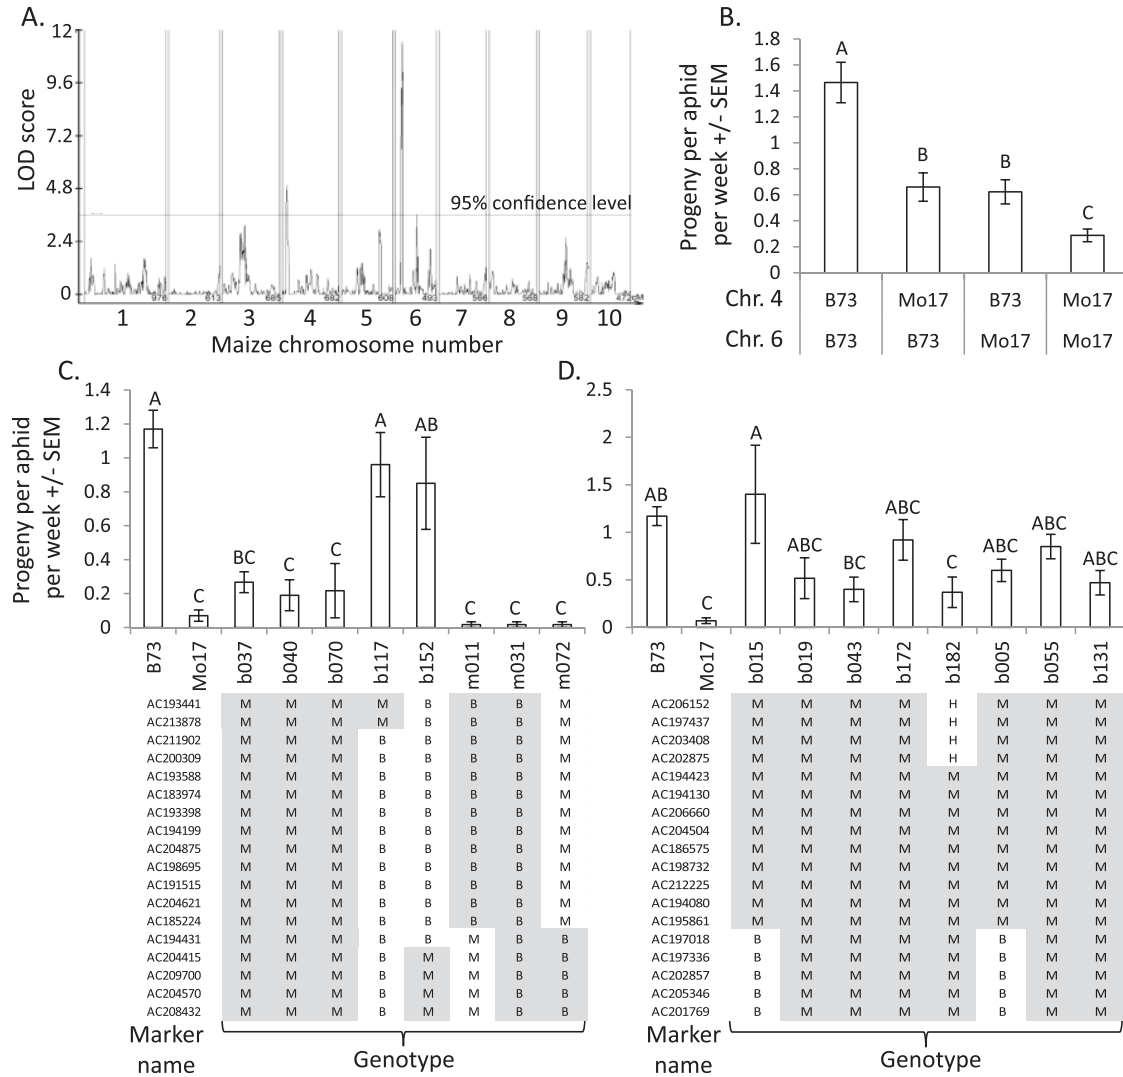 A.
12
9.6
7.2
4.8
2.4
0
LOD score
95% confidence level
976 613 685 682 608 493 566 568 582 472cM
1 2 3 4 5 6 7 8 9 10
Maize chromosome number
B.
Progeny per aphid
per week +/- SEM
1.8
1.6
1.4
1.2
1
0.8
0.6
0.4
0.2
0
A B B C
Chr. 4 B73 Mo17 B73 Mo17
Chr. 6 B73 B73 Mo17 Mo17
C.
Progeny per aphid
per week +/- SEM
1.4
1.2
1
0.8
0.6
0.4
0.2
0
A C BC C C A AB C C C
B73 Mo17 b037 b040 b070 b117 b152 m011 m031 m072
AC193441 M M M M B B B M
AC213878 M M M M B B B M
AC211902 M M M B B B B M
AC200309 M M M B B B B M
AC193588 M M M B B B B M
AC183974 M M M B B B B M
AC193398 M M M B B B B M
AC194199 M M M B B B B M
AC204875 M M M B B B B M
AC198695 M M M B B B B M
AC191515 M M M B B B B M
AC204621 M M M B B B B M
AC185224 M M M B B B B M
AC194431 M M M B B M B B
AC204415 M M M B M M B B
AC209700 M M M B M M B B
AC204570 M M M B M M B B
AC208432 M M M B M M B B
Marker
name
Genotype
D.
2.5
2
1.5
1
0.5
0
AB C A ABC BC ABC C ABC ABC ABC
B73 Mo17 b015 b019 b043 b172 b182 b005 b055 b131
AC206152 M M M M H M M M
AC197437 M M M M H M M M
AC203408 M M M M H M M M
AC202875 M M M M H M M M
AC194423 M M M M M M M M
AC194130 M M M M M M M M
AC206660 M M M M M M M M
AC204504 M M M M M M M M
AC186575 M M M M M M M M
AC198732 M M M M M M M M
AC212225 M M M M M M M M
AC194080 M M M M M M M M
AC195861 M M M M M M M M
AC197018 B M M M M B M M
AC197336 B M M M M B M M
AC202857 B M M M M B M M
AC205346 B M M M M B M M
AC201769 B M M M M B M M
Marker
name
Genotype